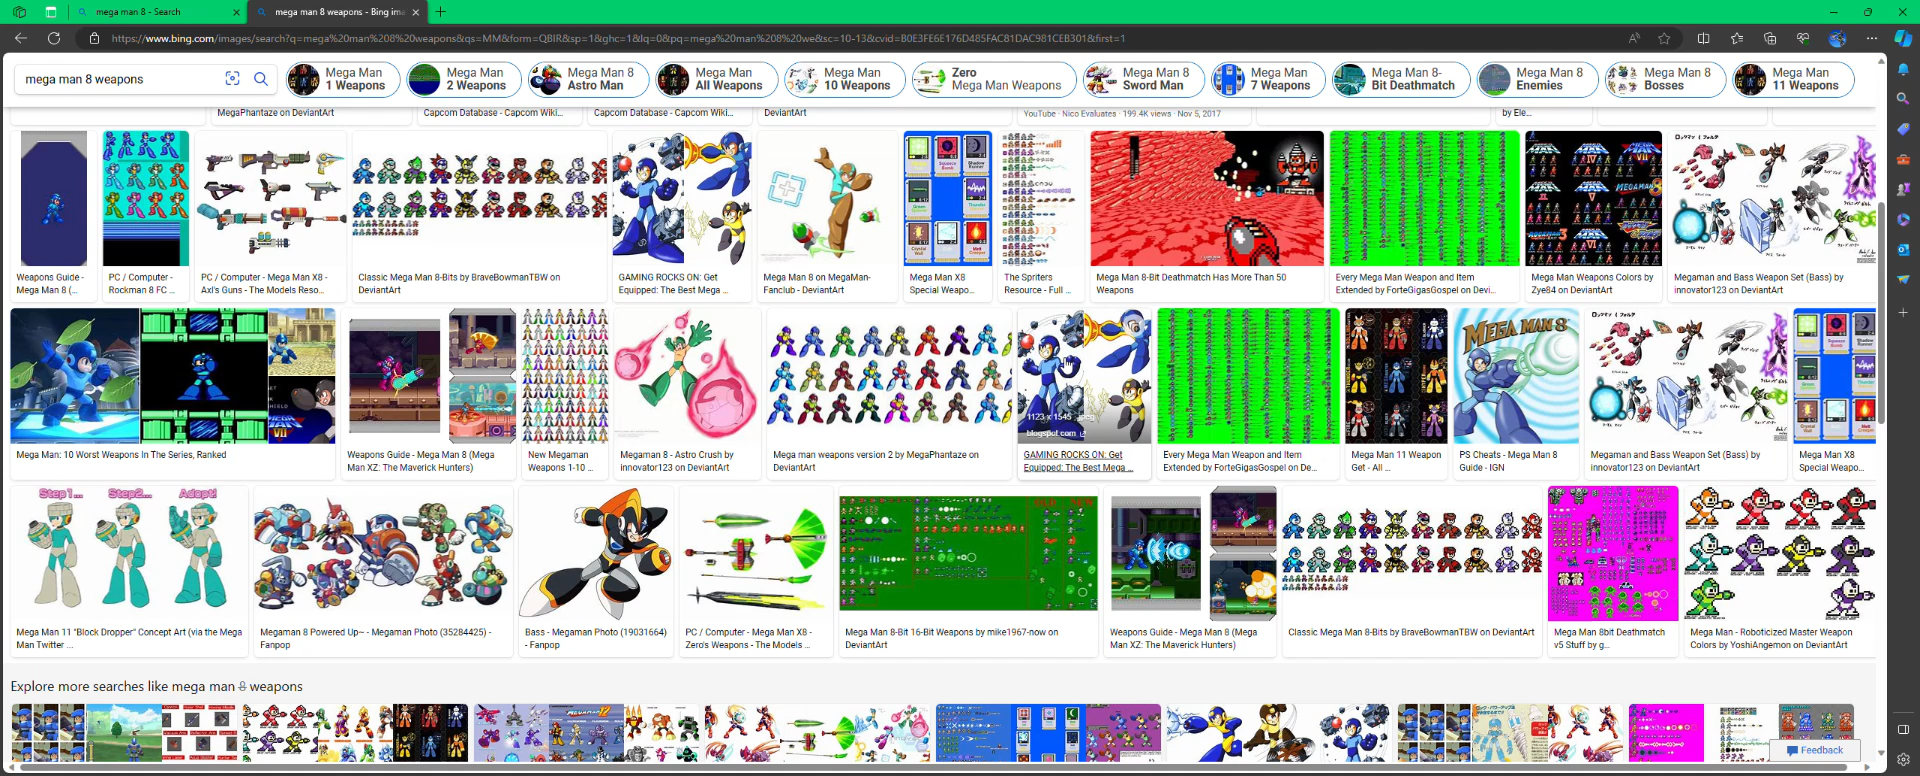 mega man 8 - Search
mega man 8 weapons - Bing ima
https://www.bing.com/images/search?q=mega%20man%208%20weapons&qs=MM&form=QBIR&sp=1&ghc=1&lq=0&pq=mega%20man%208%20we&sc=10-13&cvid=B0E3FE6E176D485FAC81DAC981CEB301&first=1
mega man 8 weapons
Mega Man 1 Weapons
Mega Man 2 Weapons
Mega Man 8 Astro Man
Mega Man All Weapons
Mega Man 10 Weapons
Zero Mega Man Weapons
Mega Man 8 Sword Man
Mega Man 7 Weapons
Mega Man 8-Bit Deathmatch
Mega Man 8 Enemies
Mega Man 8 Bosses
Mega Man 11 Weapons
MegaPhantaze on DeviantArt
Capcom Database - Capcom Wiki...
Capcom Database - Capcom Wiki...
DeviantArt
YouTube · Nico Evaluates · 199.4K views · Nov 5, 2017
by Ele...
Weapons Guide -
Mega Man 8 (...
PC / Computer -
Rockman 8 FC ...
PC / Computer - Mega Man X8 -
Axl's Guns - The Models Reso...
Classic Mega Man 8-Bits by BraveBowmanTBW on
DeviantArt
GAMING ROCKS ON: Get
Equipped: The Best Mega ...
Mega Man 8 on MegaMan-
Fanclub - DeviantArt
Mega Man X8
Special Weapo...
The Spriters
Resource - Full ...
Mega Man 8-Bit Deathmatch Has More Than 50
Weapons
Every Mega Man Weapon and Item
Extended by ForteGigasGospel on Devi...
Mega Man Weapons Colors by
Zye84 on DeviantArt
Megaman and Bass Weapon Set (Bass) by
innovator123 on DeviantArt
MEGA MAN 8
1123 x 1545 · jpeg
blogspot.com
Mega Man: 10 Worst Weapons In The Series, Ranked
Weapons Guide - Mega Man 8 (Mega
Man XZ: The Maverick Hunters)
New Megaman
Weapons 1-10 ...
Megaman 8 - Astro Crush by
innovator123 on DeviantArt
Mega man weapons version 2 by MegaPhantaze on
DeviantArt
GAMING ROCKS ON: Get
Equipped: The Best Mega ...
Every Mega Man Weapon and Item
Extended by ForteGigasGospel on De...
Mega Man 11 Weapon
Get - All ...
PS Cheats - Mega Man 8
Guide - IGN
Megaman and Bass Weapon Set (Bass) by
innovator123 on DeviantArt
Mega Man X8
Special Weapo...
Step1... Step2... Adopt!
Mega Man 11 "Block Dropper" Concept Art (via the Mega
Man Twitter ...
Megaman 8 Powered Up~ - Megaman Photo (35284425) -
Fanpop
Bass - Megaman Photo (19031664)
- Fanpop
PC / Computer - Mega Man X8 -
Zero's Weapons - The Models ...
Mega Man 8-Bit 16-Bit Weapons by mike1967-now on
DeviantArt
Weapons Guide - Mega Man 8 (Mega
Man XZ: The Maverick Hunters)
Classic Mega Man 8-Bits by BraveBowmanTBW on DeviantArt
Mega Man 8bit Deathmatch
v5 Stuff by g...
Mega Man - Roboticized Master Weapon
Colors by YoshiAngemon on DeviantArt
Explore more searches like mega man 8 weapons
Feedback